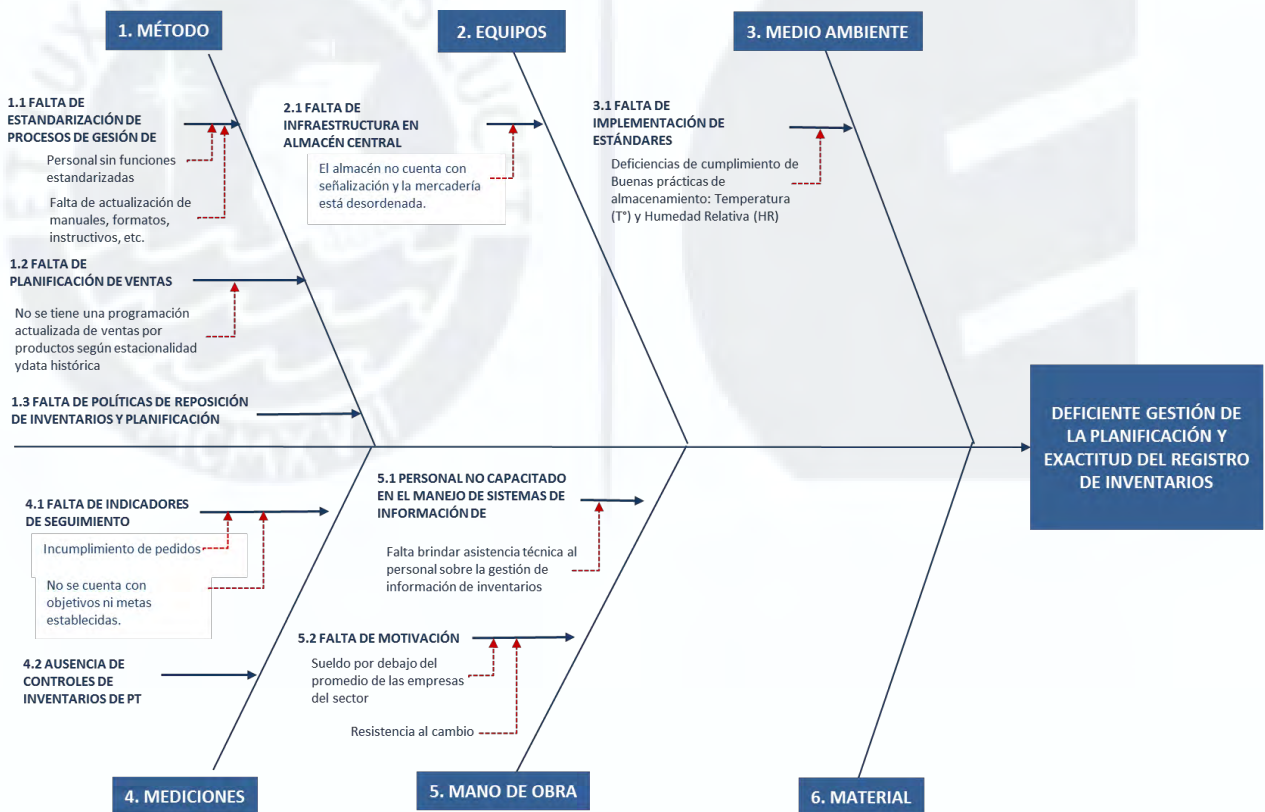 1. MÉTODO
2. EQUIPOS
3. MEDIO AMBIENTE
1.1 FALTA DE
ESTANDARIZACIÓN DE
PROCESOS DE GESIÓN DE
Personal sin funciones
estandarizadas
Falta de actualización de
manuales, formatos,
instructivos, etc.
1.2 FALTA DE
PLANIFICACIÓN DE VENTAS
No se tiene una programación
actualizada de ventas por
productos según estacionalidad
ydata histórica
1.3 FALTA DE POLÍTICAS DE REPOSICIÓN
DE INVENTARIOS Y PLANIFICACIÓN
2.1 FALTA DE
INFRAESTRUCTURA EN
ALMACÉN CENTRAL
El almacén no cuenta con
señalización y la mercadería
está desordenada.
3.1 FALTA DE
IMPLEMENTACIÓN DE
ESTÁNDARES
Deficiencias de cumplimiento de
Buenas prácticas de
almacenamiento: Temperatura
(T°) y Humedad Relativa (HR)
DEFICIENTE GESTIÓN DE
LA PLANIFICACIÓN Y
EXACTITUD DEL REGISTRO
DE INVENTARIOS
4.1 FALTA DE INDICADORES
DE SEGUIMIENTO
Incumplimiento de pedidos
No se cuenta con
objetivos ni metas
establecidas.
4.2 AUSENCIA DE
CONTROLES DE
INVENTARIOS DE PT
5.1 PERSONAL NO CAPACITADO
EN EL MANEJO DE SISTEMAS DE
INFORMACIÓN DE
Falta brindar asistencia técnica al
personal sobre la gestión de
información de inventarios
5.2 FALTA DE MOTIVACIÓN
Sueldo por debajo del
promedio de las empresas
del sector
Resistencia al cambio
4. MEDICIONES
5. MANO DE OBRA
6. MATERIAL